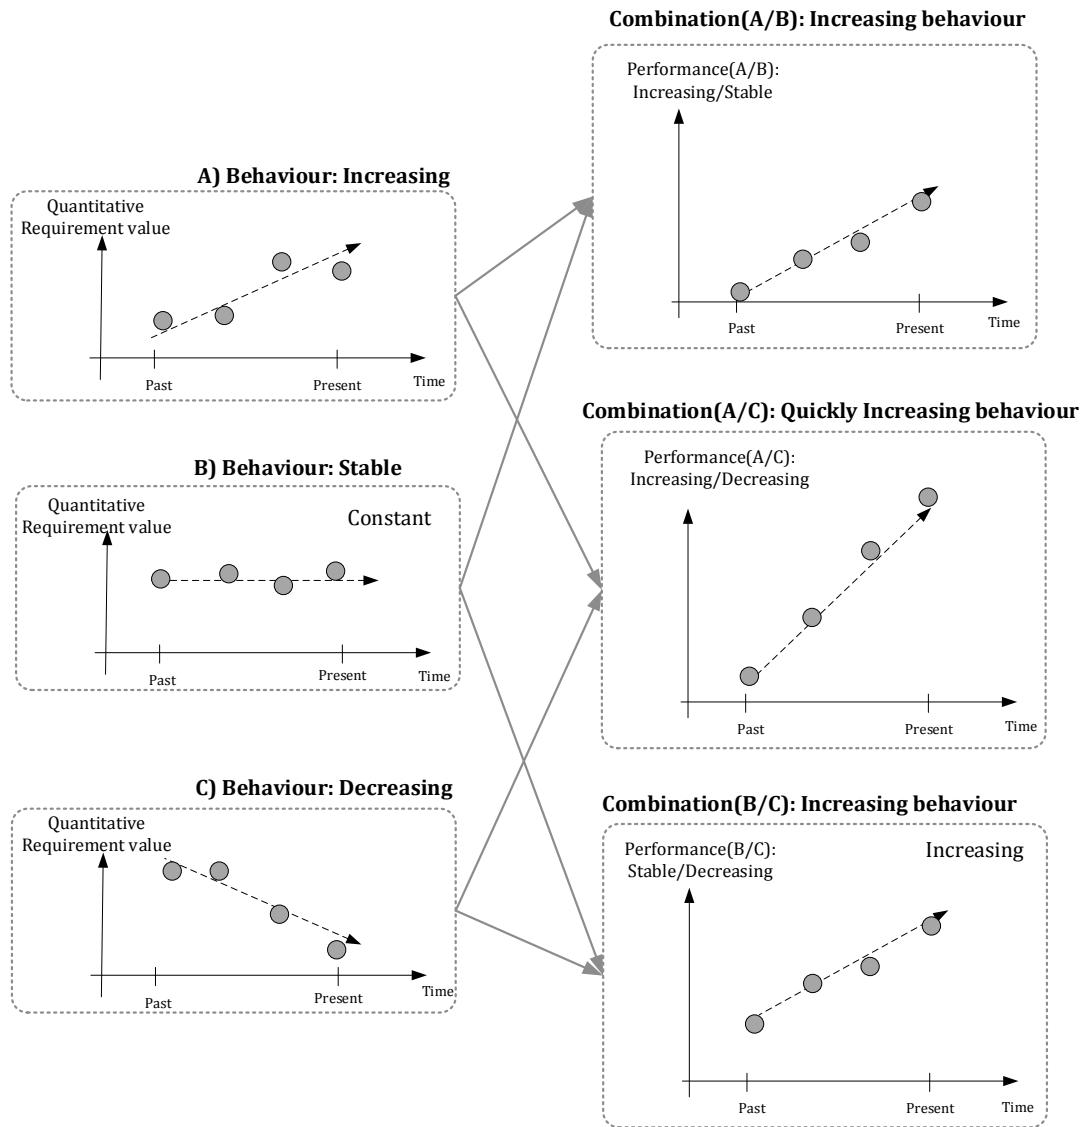 A) Behaviour: Increasing
Quantitative
Requirement value
Past
Present
Time
B) Behaviour: Stable
Quantitative
Requirement value
Constant
Past
Present
Time
C) Behaviour: Decreasing
Quantitative
Requirement value
Past
Present
Time
Combination(A/B): Increasing behaviour
Performance(A/B):
Increasing/Stable
Past
Present
Time
Combination(A/C): Quickly Increasing behaviour
Performance(A/C):
Increasing/Decreasing
Past
Present
Time
Combination(B/C): Increasing behaviour
Performance(B/C):
Stable/Decreasing
Increasing
Past
Present
Time